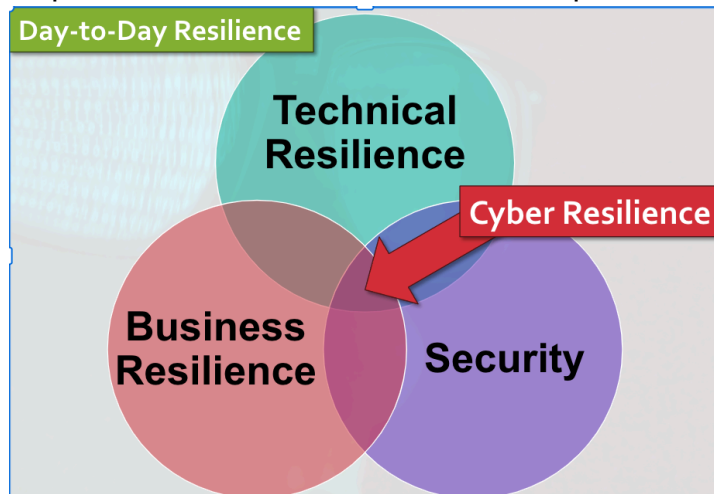 Day-to-Day Resilience
Technical
Resilience
Cyber Resilience
Business
Resilience
Security